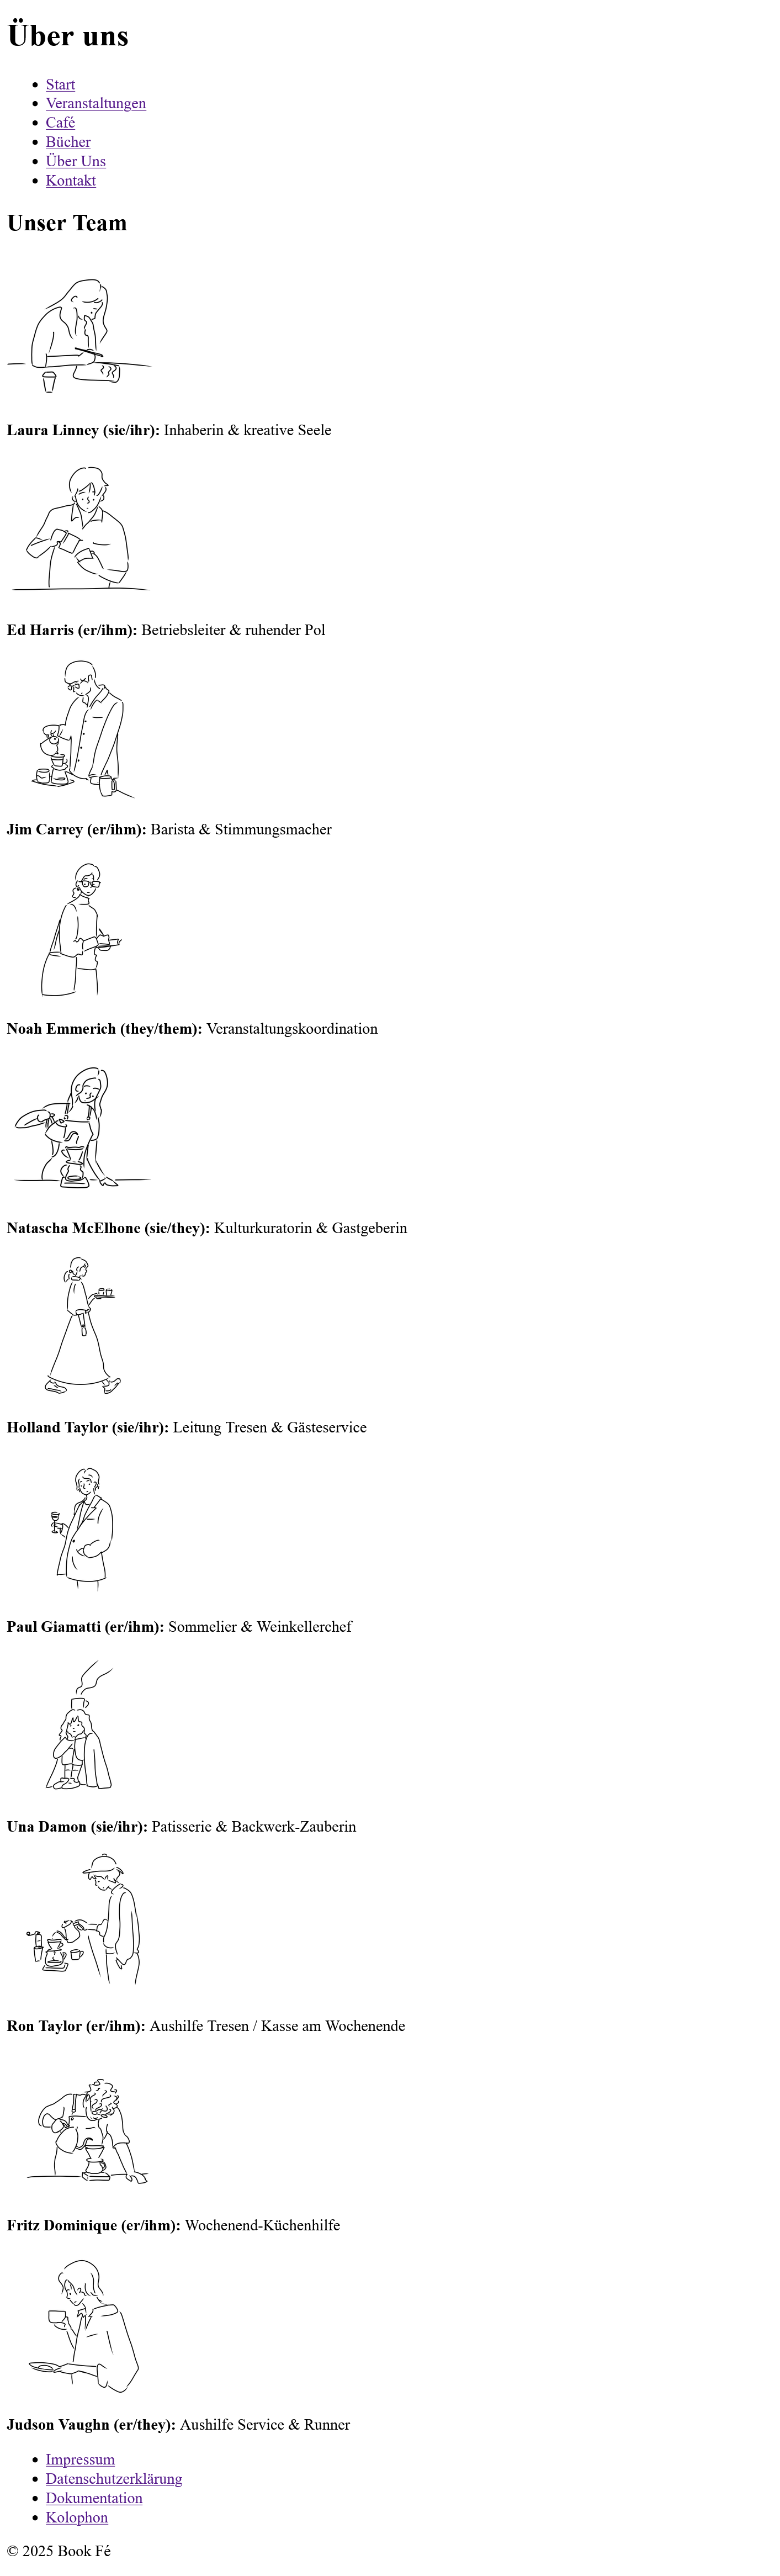 Über uns
Start
Veranstaltungen
Café
Bücher
Über Uns
Kontakt
Unser Team
Laura Linney (sie/ihr): Inhaberin & kreative Seele
Ed Harris (er/ihm): Betriebsleiter & ruhender Pol
Jim Carrey (er/ihm): Barista & Stimmungsmacher
Noah Emmerich (they/them): Veranstaltungskoordination
Natascha McElhone (sie/they): Kulturkuratorin & Gastgeberin
Holland Taylor (sie/ihr): Leitung Tresen & Gästeservice
Paul Giamatti (er/ihm): Sommelier & Weinkellerchef
Una Damon (sie/ihr): Patisserie & Backwerk-Zauberin
Ron Taylor (er/ihm): Aushilfe Tresen / Kasse am Wochenende
Fritz Dominique (er/ihm): Wochenend-Küchenhilfe
Judson Vaughn (er/they): Aushilfe Service & Runner
Impressum
Datenschutzerklärung
Dokumentation
Kolophon
© 2025 Book Fé